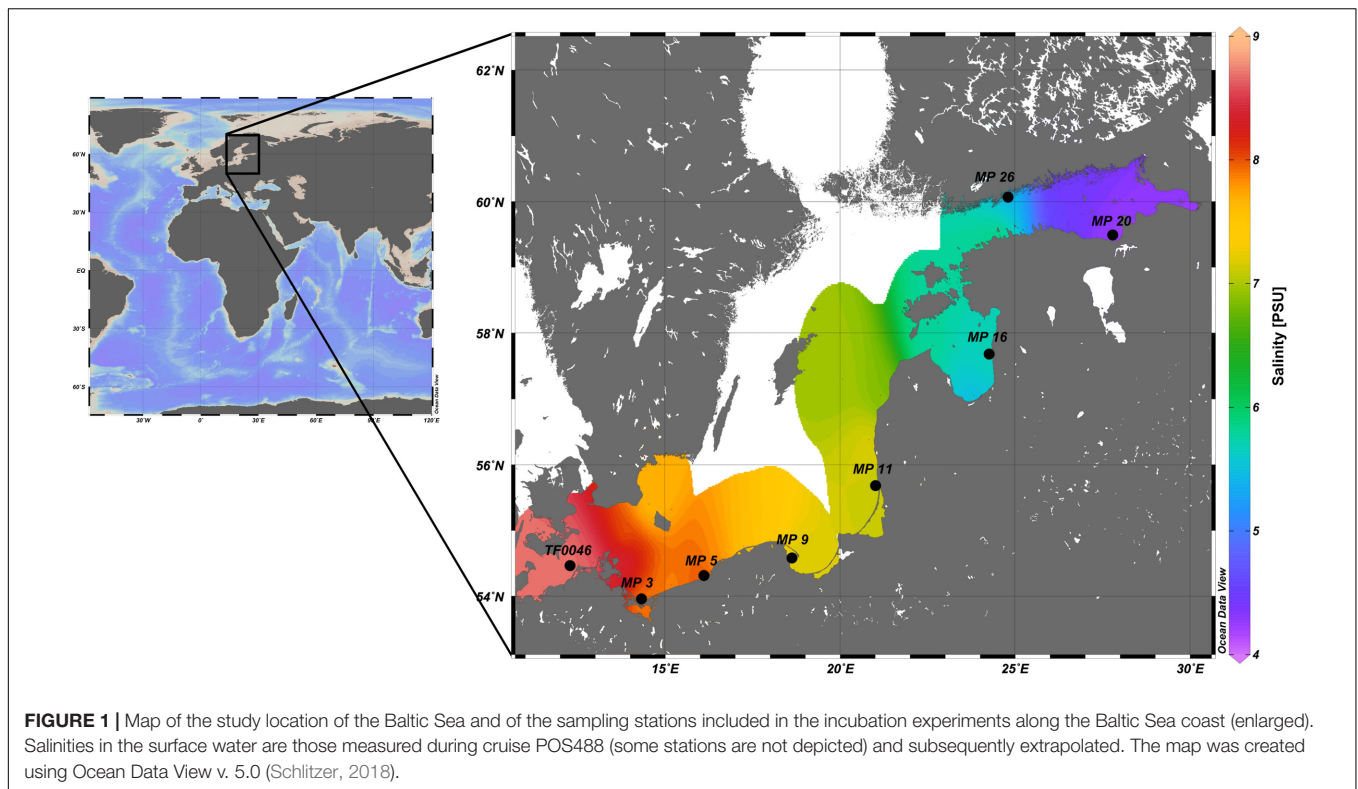 60˚N
30˚N
EQ
30˚S
60˚S
30˚W
0˚
30˚E
60˚E
90˚E
120˚E
Ocean Data View
62˚N
60˚N
58˚N
56˚N
54˚N
15˚E
20˚E
25˚E
30˚E
MP 26
MP 20
MP 16
MP 11
MP 9
MP 5
MP 3
TF0046
Ocean Data View
9
8
7
6
5
4
Salinity [PSU]
FIGURE 1 | Map of the study location of the Baltic Sea and of the sampling stations included in the incubation experiments along the Baltic Sea coast (enlarged).
Salinities in the surface water are those measured during cruise POS488 (some stations are not depicted) and subsequently extrapolated. The map was created
using Ocean Data View v. 5.0 (Schlitzer, 2018).